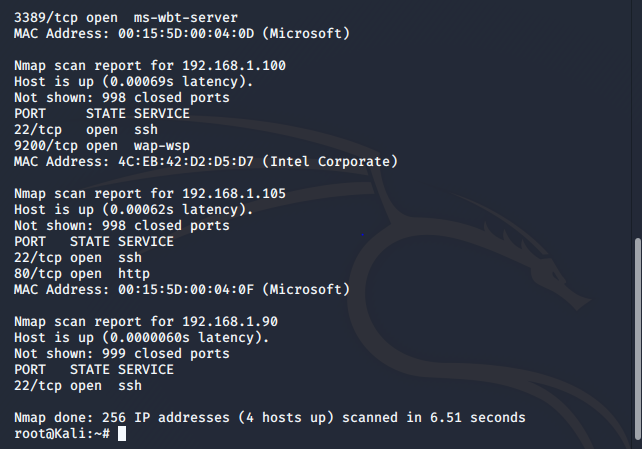 3389/tcp open  ms-wbt-server
MAC Address: 00:15:5D:00:04:0D (Microsoft)
Nmap scan report for 192.168.1.100
Host is up (0.00069s latency).
Not shown: 998 closed ports
PORT     STATE SERVICE
22/tcp   open  ssh
9200/tcp open  wap-wsp
MAC Address: 4C:EB:42:D2:D5:D7 (Intel Corporate)
Nmap scan report for 192.168.1.105
Host is up (0.00062s latency).
Not shown: 998 closed ports
PORT   STATE SERVICE
22/tcp open  ssh
80/tcp open  http
MAC Address: 00:15:5D:00:04:0F (Microsoft)
Nmap scan report for 192.168.1.90
Host is up (0.0000060s latency).
Not shown: 999 closed ports
PORT   STATE SERVICE
22/tcp open  ssh
Nmap done: 256 IP addresses (4 hosts up) scanned in 6.51 seconds
root@Kali:~#